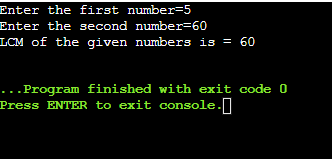 Enter the first number=5
Enter the second number=60
LCM of the given numbers is = 60
...Program finished with exit code 0
Press ENTER to exit console.